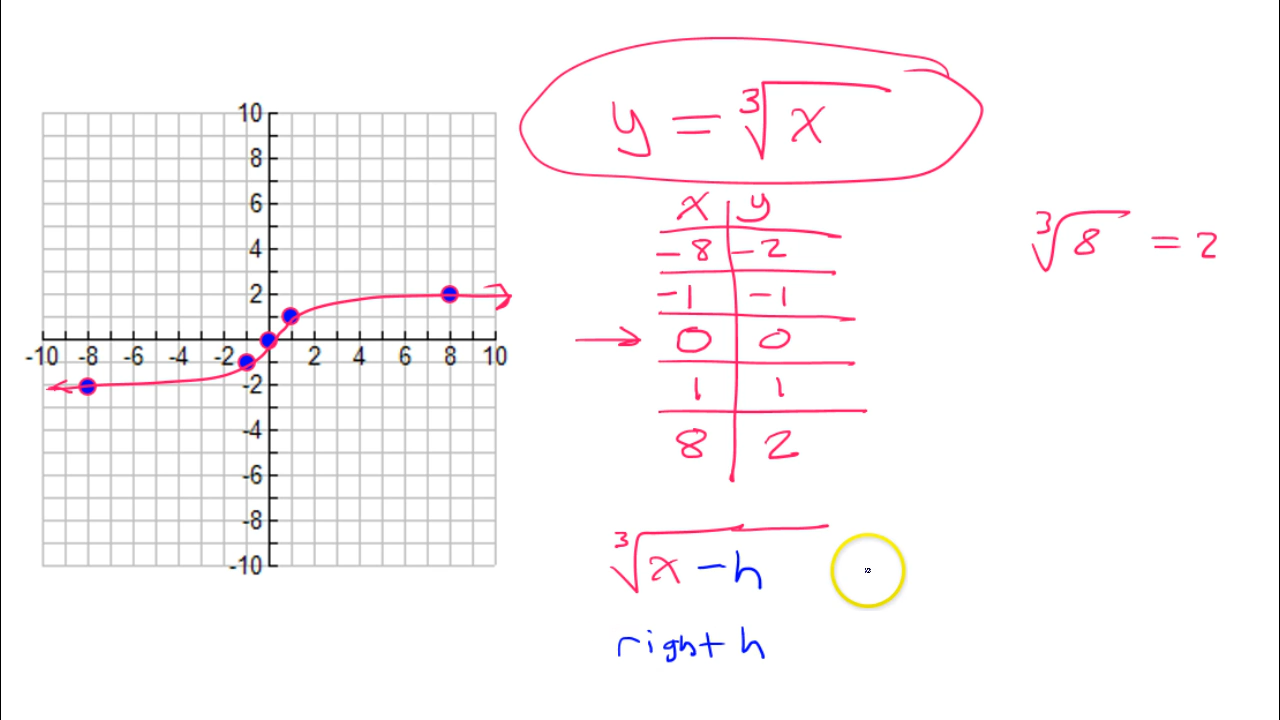 y = ∛x
x y
-8 -2
-1 -1
→ 0 0
1 1
8 2
∛8 = 2
∛x - h
right h
10
8
6
4
2
-10 -8 -6 -4 -2 2 4 6 8 10
-2
-4
-6
-8
-10